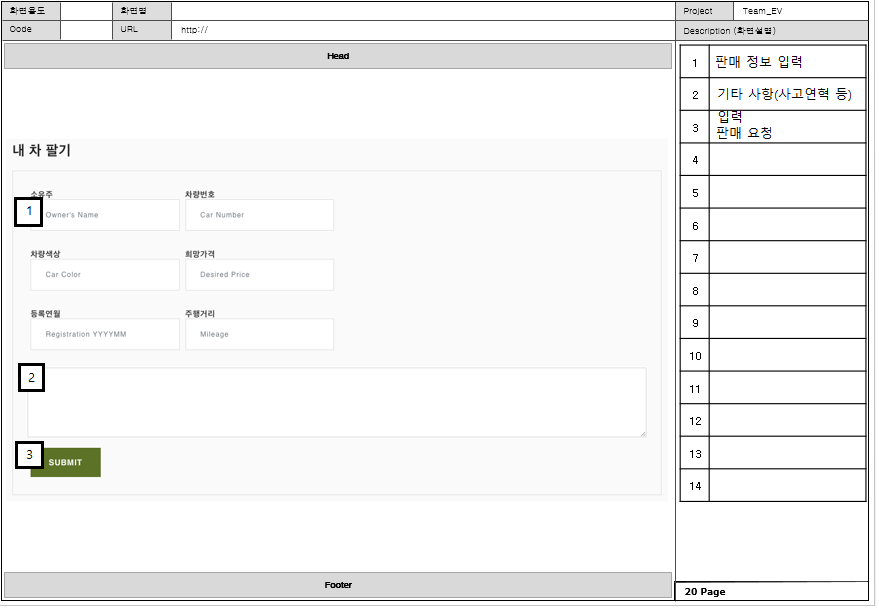 화면용도 화면명 Project Team_EV
Code URL http:// Description (화면설명)
Head
내 차 팔기
소유주 차량번호
1 Owner's Name Car Number
차량색상 희망가격
Car Color Desired Price
등록연월 주행거리
Registration YYYYMM Mileage
2
3 SUBMIT
Footer
1 판매 정보 입력
2 기타 사항(사고연혁 등)
입력
3 판매 요청
4
5
6
7
8
9
10
11
12
13
14
20 Page